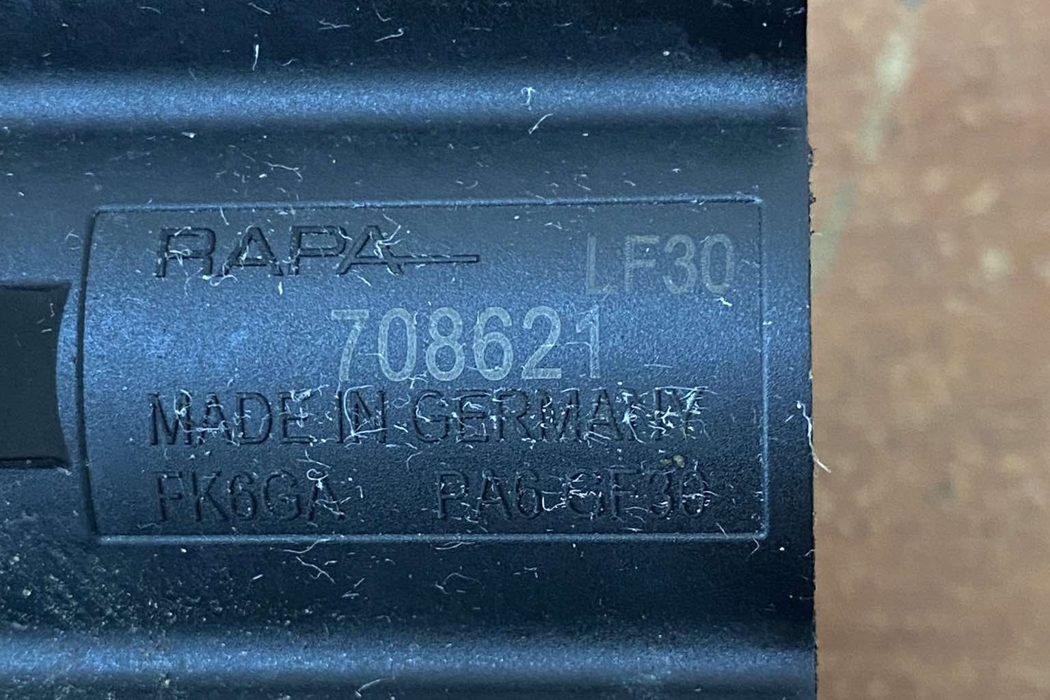 RAPA LF30
708621
MADE IN GERMANY
FK6GA PA6 GF30